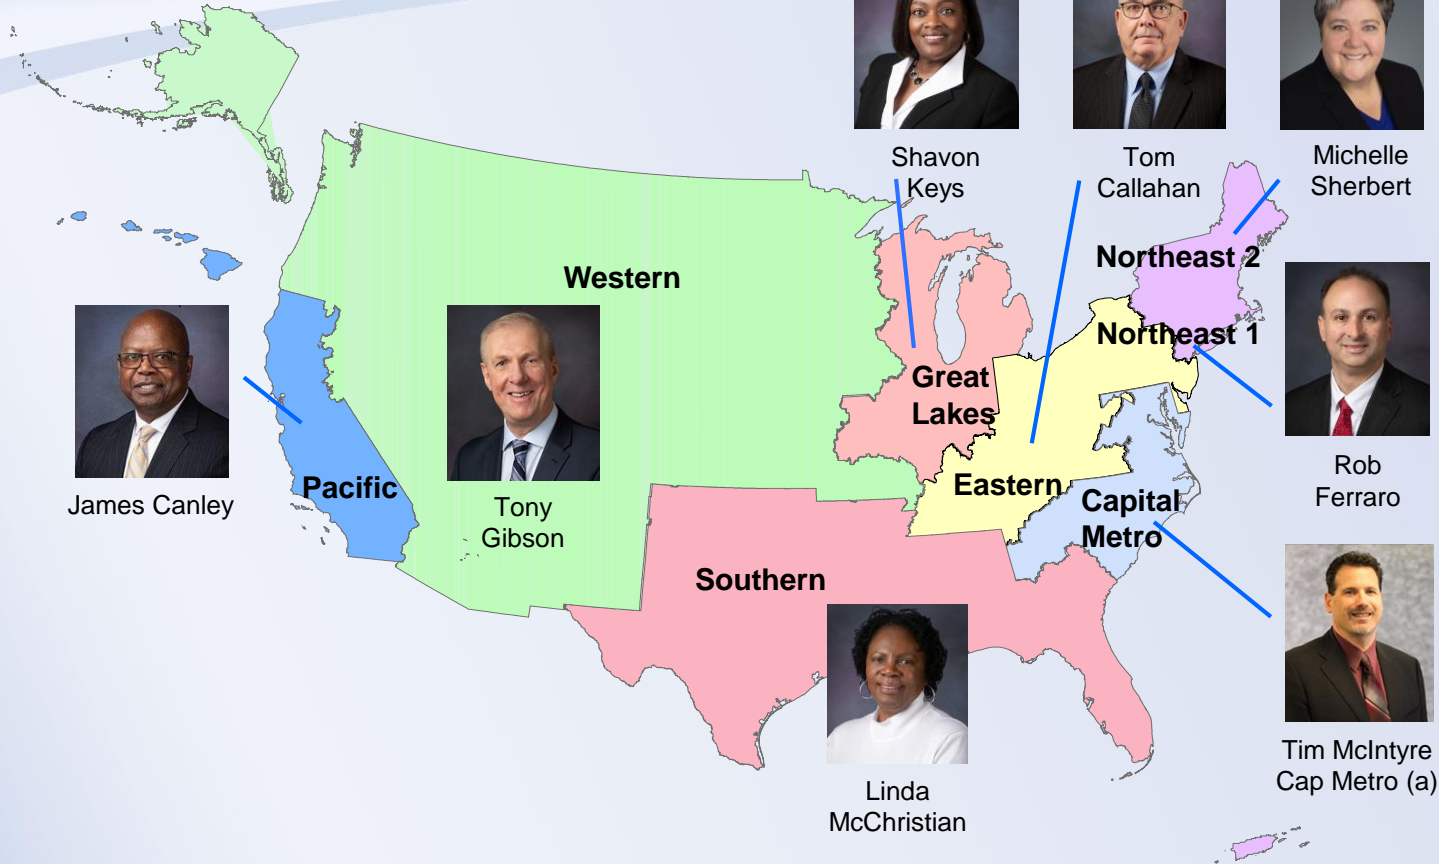 Shavon
Keys
Tom
Callahan
Michelle
Sherbert
Northeast 2
Western
Northeast 1
Great
Lakes
Rob
Ferraro
Eastern
Pacific
Capital
Metro
James Canley
Tony
Gibson
Southern
Tim McIntyre
Cap Metro (a)
Linda
McChristian